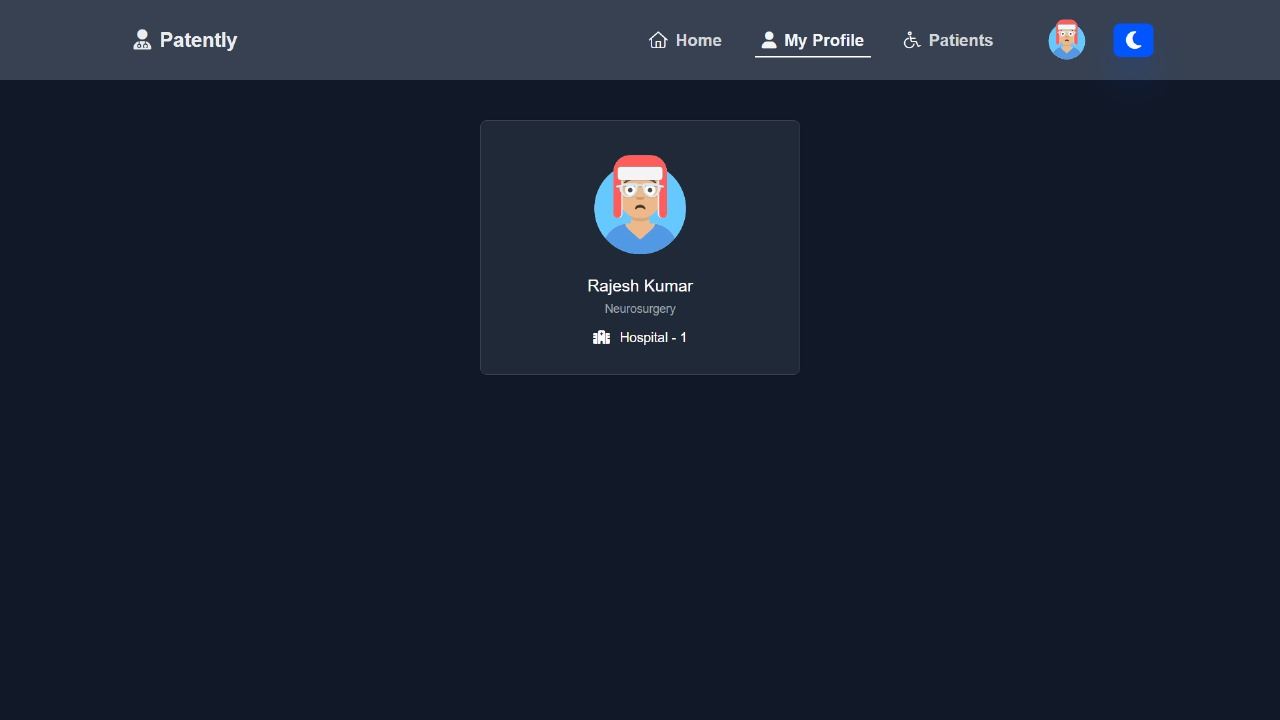 Patently
Home
My Profile
Patients
Rajesh Kumar
Neurosurgery
Hospital - 1